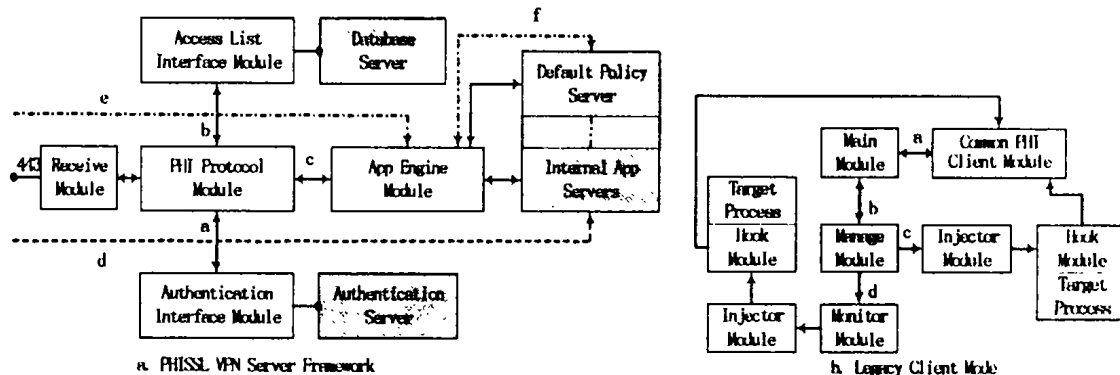 f
Access List
Interface Module
Database
Server
Default Policy
Server
e
b
443
Receive
Module
PHI Protocol
Module
c
App Engine
Module
Internal App
Servers
a
d
Authentication
Interface Module
Authentication
Server
a. PHISSL VPN Server Framework
Main
Module
a
Common PHI
Client Module
Target
Process
Hook
Module
b
Manage
Module
c
Injector
Module
Hook
Module
Target
Process
d
Injector
Module
Monitor
Module
b. Legacy Client Mode